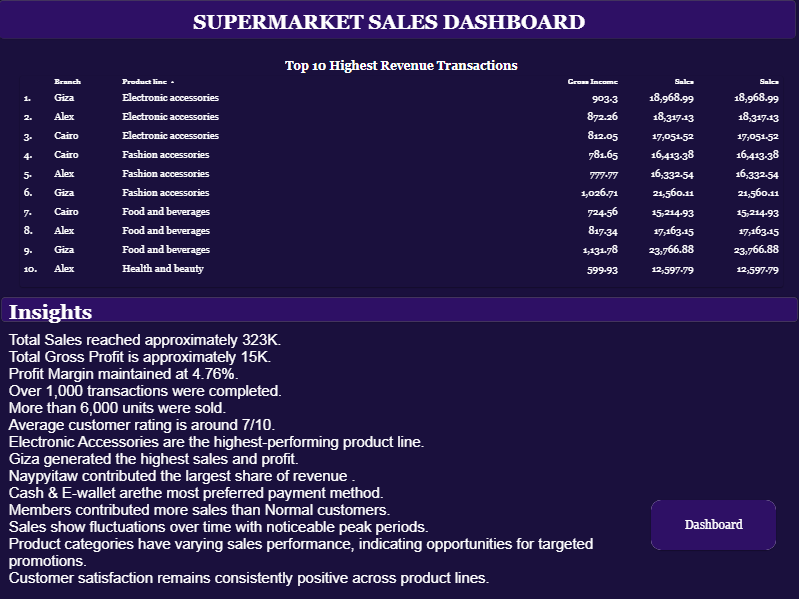 SUPERMARKET SALES DASHBOARD
Top 10 Highest Revenue Transactions
Branch Product line Gross Income Sales Sales
1. Giza Electronic accessories 903.3 18,968.99 18,968.99
2. Alex Electronic accessories 872.26 18,317.13 18,317.13
3. Cairo Electronic accessories 812.05 17,051.52 17,051.52
4. Cairo Fashion accessories 781.65 16,413.38 16,413.38
5. Alex Fashion accessories 777.77 16,332.54 16,332.54
6. Giza Fashion accessories 1,026.71 21,560.11 21,560.11
7. Cairo Food and beverages 724.56 15,214.93 15,214.93
8. Alex Food and beverages 817.34 17,163.15 17,163.15
9. Giza Food and beverages 1,131.78 23,766.88 23,766.88
10. Alex Health and beauty 599.93 12,597.79 12,597.79
Insights
Total Sales reached approximately 323K.
Total Gross Profit is approximately 15K.
Profit Margin maintained at 4.76%.
Over 1,000 transactions were completed.
More than 6,000 units were sold.
Average customer rating is around 7/10.
Electronic Accessories are the highest-performing product line.
Giza generated the highest sales and profit.
Naypyitaw contributed the largest share of revenue .
Cash & E-wallet arethe most preferred payment method.
Members contributed more sales than Normal customers.
Sales show fluctuations over time with noticeable peak periods.
Product categories have varying sales performance, indicating opportunities for targeted
promotions.
Customer satisfaction remains consistently positive across product lines.
Dashboard